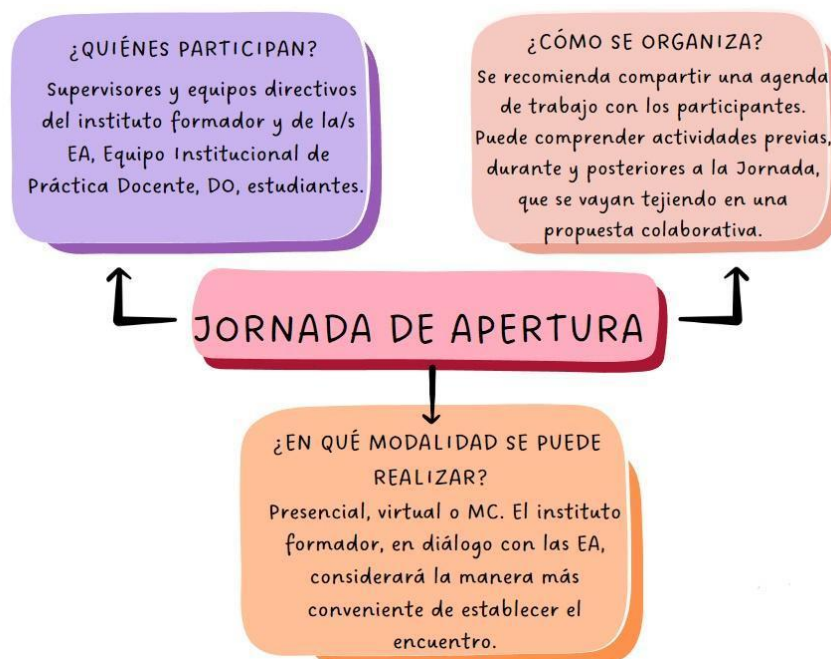 ¿QUIÉNES PARTICIPAN?
Supervisores y equipos directivos
del instituto formador y de la/s
EA, Equipo Institucional de
Práctica Docente, DO, estudiantes.
¿CÓMO SE ORGANIZA?
Se recomienda compartir una agenda
de trabajo con los participantes.
Puede comprender actividades previas,
durante y posteriores a la Jornada,
que se vayan tejiendo en una
propuesta colaborativa.
JORNADA DE APERTURA
¿EN QUÉ MODALIDAD SE PUEDE
REALIZAR?
Presencial, virtual o MC. El instituto
formador, en diálogo con las EA,
considerará la manera más
conveniente de establecer el
encuentro.